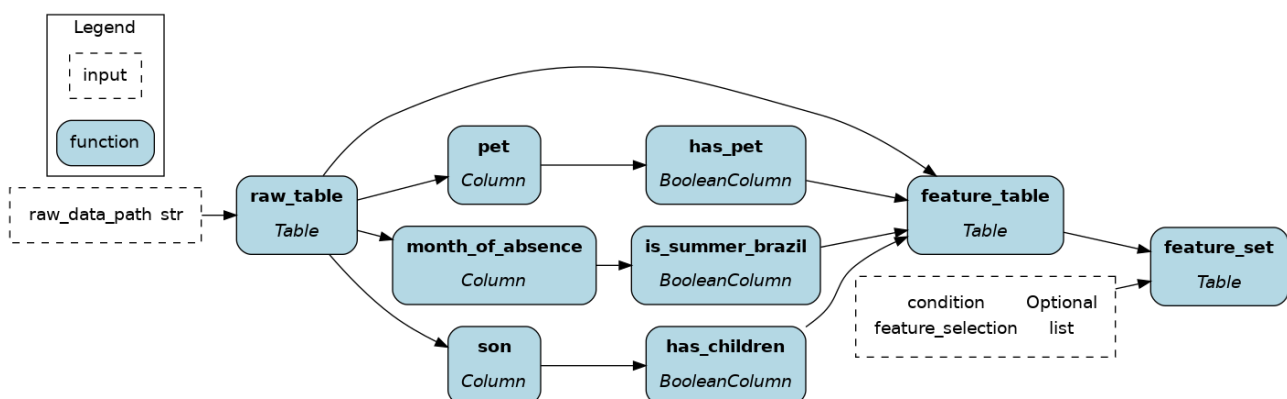 Legend
input
function
raw_data_path str
raw_table
Table
pet
Column
has_pet
BooleanColumn
month_of_absence
Column
is_summer_brazil
BooleanColumn
son
Column
has_children
BooleanColumn
feature_table
Table
condition Optional
feature_selection list
feature_set
Table